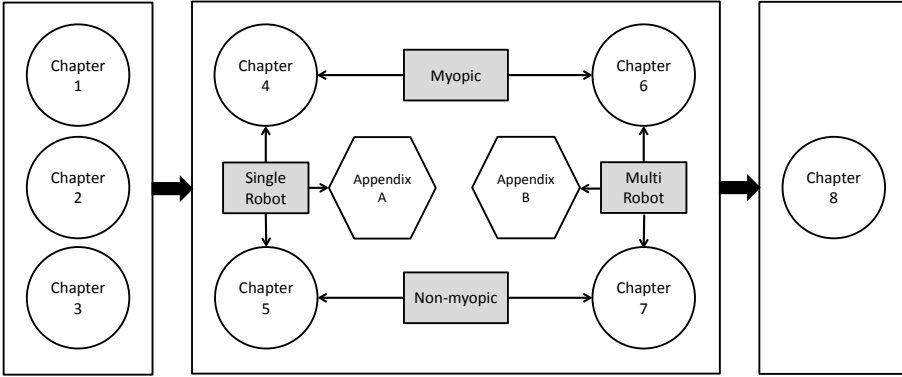 Chapter
1
Chapter
2
Chapter
3
Chapter
4
Myopic
Chapter
6
Single
Robot
Appendix
A
Appendix
B
Multi
Robot
Chapter
5
Non-myopic
Chapter
7
Chapter
8